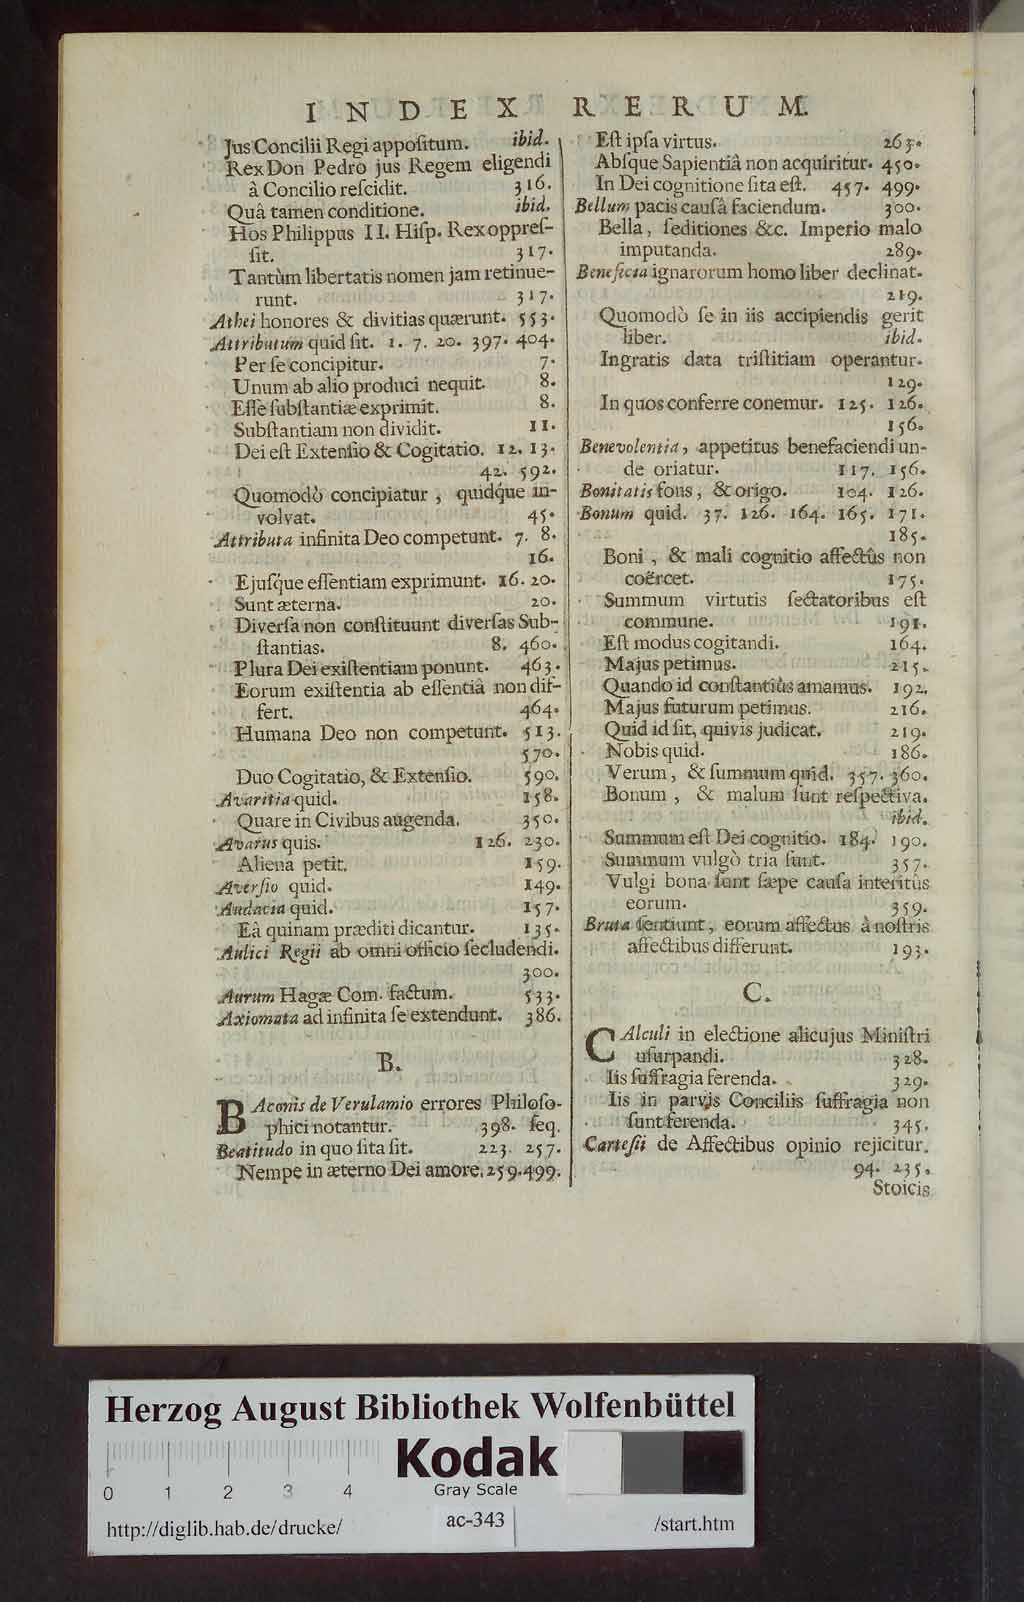 INDEX RERUM.
Jus Concilii Regi appoſitum. ibid.
Rex Don Pedro jus Regem eligendi
à Concilio reſcidit. 316.
Quâ tamen conditione. ibid.
Hos Philippus II. Hiſp. Rex oppreſ-
ſit. 317.
Tantùm libertatis nomen jam retinue-
runt. 317.
Athei honores & divitias quærunt. 553.
Attributum quid ſit. 1. 7. 20. 397. 404.
Per ſe concipitur. 7.
Unum ab alio produci nequit. 8.
Eſſe ſubſtantiæ exprimit. 8.
Subſtantiam non dividit. 11.
Dei eſt Extenſio & Cogitatio. 12. 13.
42. 592.
Quomodò concipiatur, quidq́ue in-
volvat. 45.
Attributa infinita Deo competunt. 7. 8.
16.
Ejuſq́ue eſſentiam exprimunt. 16. 20.
Sunt æterna. 20.
Diverſa non conſtituunt diverſas Sub-
ſtantias. 8. 460.
Plura Dei exiſtentiam ponunt. 463.
Eorum exiſtentia ab eſſentiâ non dif-
fert. 464.
Humana Deo non competunt. 513.
570.
Duo Cogitatio, & Extenſio. 590.
Avaritia quid. 158.
Quare in Civibus augenda. 350.
Avarus quis. 126. 230.
Aliena petit. 159.
Averſio quid. 149.
Audacia quid. 157.
Eâ quinam præditi dicantur. 135.
Aulici Regii ab omni officio ſecludendi.
300.
Aurum Hagæ Com. factum. 533.
Axiomata ad infinita ſe extendunt. 386.
B.
BAconis de Verulamio errores Philoſo-
phici notantur. 398. ſeq.
Beatitudo in quo ſita ſit. 223. 257.
Nempe in æterno Dei amore. 259. 499.
Eſt ipſa virtus. 263.
Abſque Sapientiâ non acquiritur. 450.
In Dei cognitione ſita eſt. 457. 499.
Bellum pacis cauſâ faciendum. 300.
Bella, ſeditiones &c. Imperio malo
imputanda. 289.
Beneficia ignarorum homo liber declinat.
219.
Quomodò ſe in iis accipiendis gerit
liber. ibid.
Ingratis data triſtitiam operantur.
129.
In quos conferre conemur. 125. 126.
156.
Benevolentia, appetitus benefaciendi un-
de oriatur. 117. 156.
Bonitatis fons, & origo. 104. 126.
Bonum quid. 37. 126. 164. 165. 171.
185.
Boni, & mali cognitio affectûs non
coërcet. 175.
Summum virtutis ſectatoribus eſt
commune. 191.
Eſt modus cogitandi. 164.
Majus petimus. 215.
Quando id conſtantiùs amamus. 192.
Majus futurum petimus. 216.
Quid id ſit, quivis judicat. 219.
Nobis quid. 186.
Verum, & ſummum quid. 357. 360.
Bonum, & malum ſunt reſpectiva.
ibid.
Summum eſt Dei cognitio. 184. 190.
Summum vulgò tria ſunt. 357.
Vulgi bona ſunt ſæpe cauſa interitûs
eorum. 359.
Bruta ſentiunt, eorum affectus à noſtris
affectibus differunt. 193.
C.
CAlculi in electione alicujus Miniſtri
uſurpandi. 328.
Iis ſuffragia ferenda. 329.
Iis in parvis Conciliis ſuffragia non
ſunt ferenda. 345.
Carteſii de Affectibus opinio rejicitur.
94. 235.
Stoicis
Herzog August Bibliothek Wolfenbüttel
Kodak
Gray Scale
0 1 2 3 4
http://diglib.hab.de/drucke/ ac-343 /start.htm